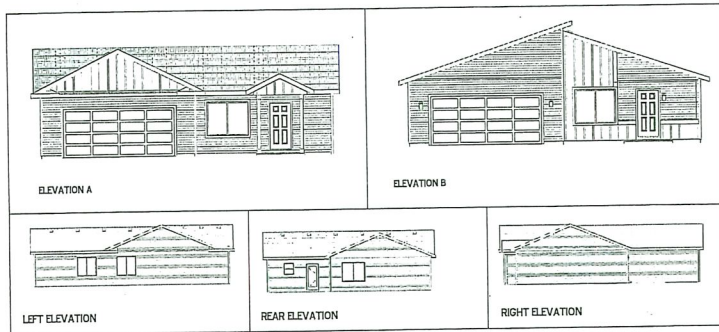 ELEVATION A
ELEVATION B
LEFT ELEVATION
REAR ELEVATION
RIGHT ELEVATION